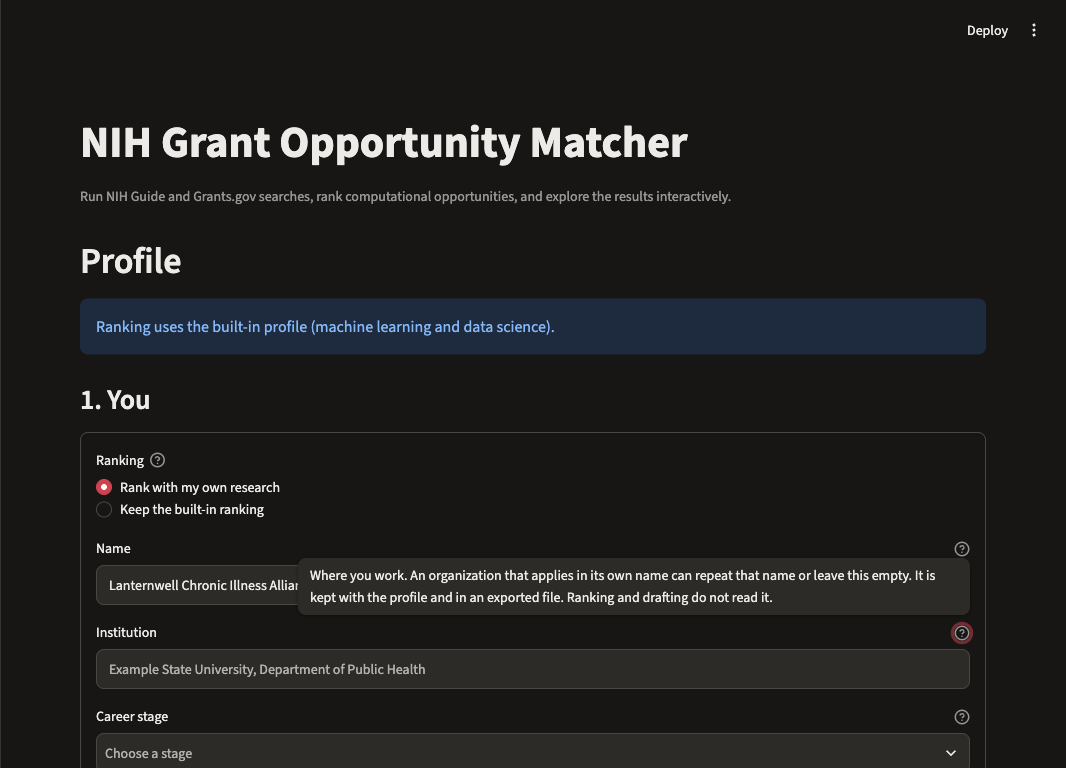 Deploy
NIH Grant Opportunity Matcher
Run NIH Guide and Grants.gov searches, rank computational opportunities, and explore the results interactively.
Profile
Ranking uses the built-in profile (machine learning and data science).
1. You
Ranking
Rank with my own research
Keep the built-in ranking
Name
Lanternwell Chronic Illness
Where you work. An organization that applies in its own name can repeat that name or leave this empty. It is
kept with the profile and in an exported file. Ranking and drafting do not read it.
Institution
Example State University, Department of Public Health
Career stage
Choose a stage